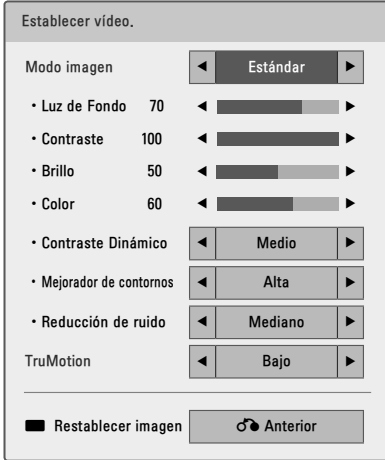 Establecer vídeo.
Modo imagen ◄ Estándar ►
• Luz de Fondo 70 ◄ ►
• Contraste 100 ◄ ►
• Brillo 50 ◄ ►
• Color 60 ◄ ►
• Contraste Dinámico ◄ Medio ►
• Mejorador de contornos ◄ Alta ►
• Reducción de ruido ◄ Mediano ►
TruMotion ◄ Bajo ►
Restablecer imagen Anterior